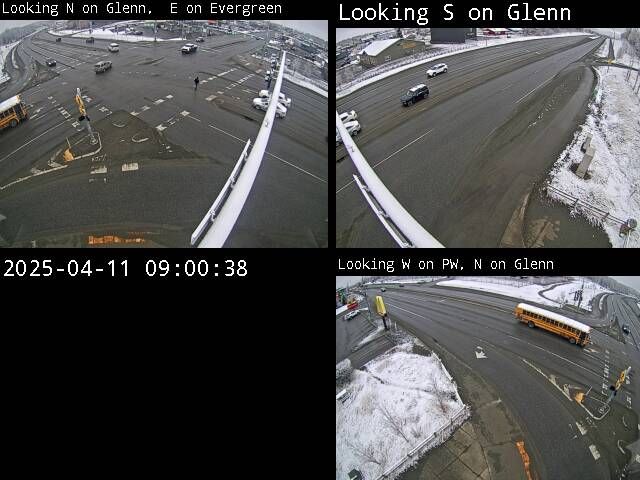 Looking N on Glenn,  E on Evergreen
Looking S on Glenn
2025-04-11 09:00:38
Looking W on PW, N on Glenn